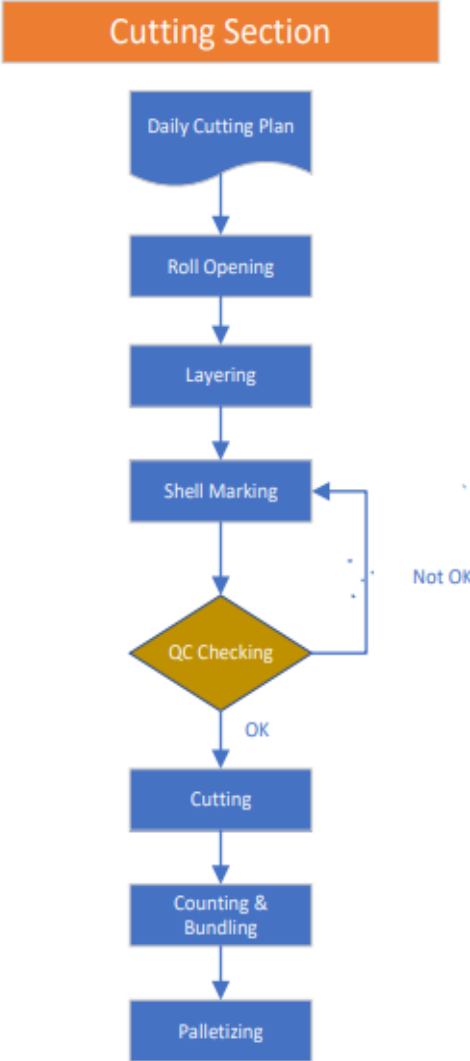 Cutting Section
Daily Cutting Plan
Roll Opening
Layering
Shell Marking
Not OK
QC Checking
OK
Cutting
Counting &
Bundling
Palletizing